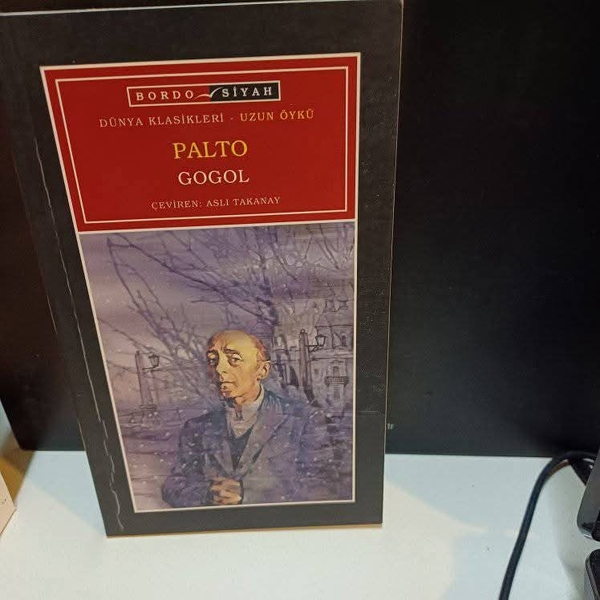 BORDO SİYAH
DÜNYA KLASİKLERİ - UZUN ÖYKÜ
PALTO
GOGOL
ÇEVİREN: ASLI TAKANAY